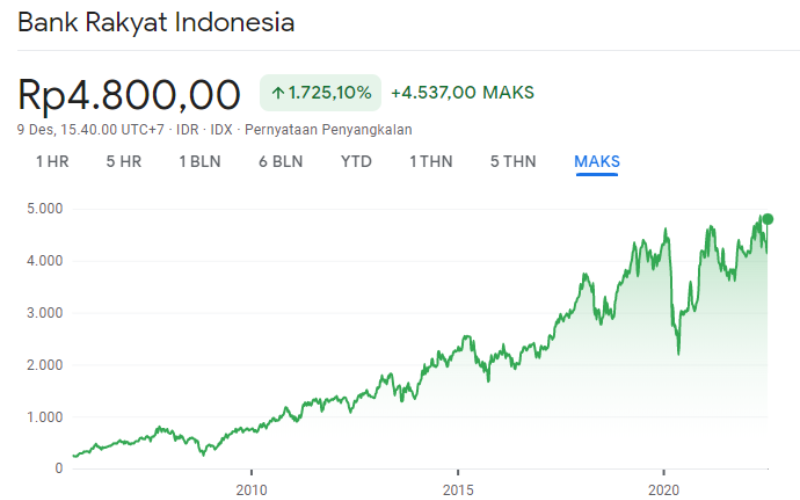 Bank Rakyat Indonesia
Rp4.800,00 ↑1.725,10% +4.537,00 MAKS
9 Des, 15.40.00 UTC+7 · IDR · IDX · Pernyataan Penyangkalan
1 HR 5 HR 1 BLN 6 BLN YTD 1 THN 5 THN MAKS
5.000
4.000
3.000
2.000
1.000
0
2010 2015 2020